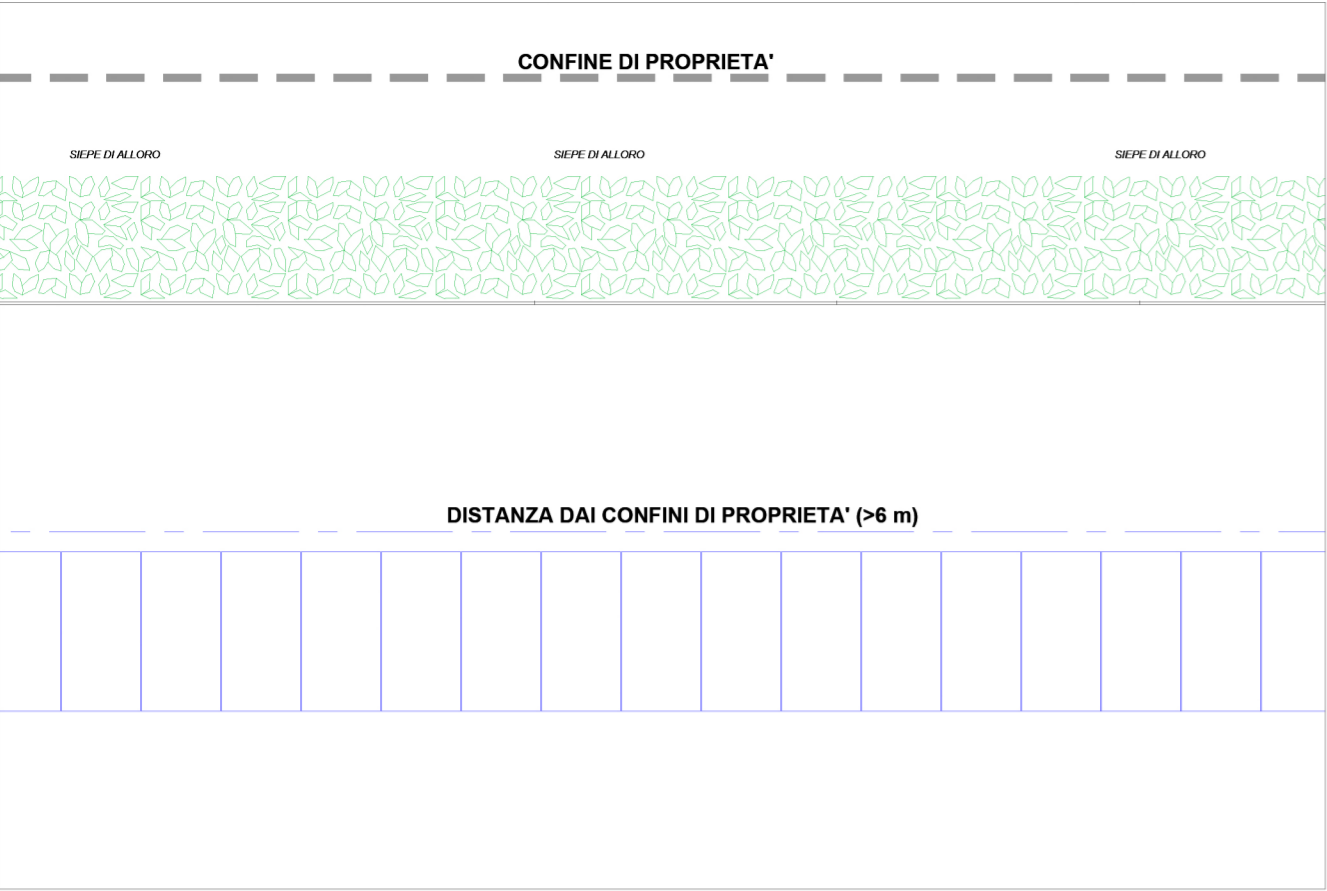 CONFINE DI PROPRIETA'
SIEPE DI ALLORO
SIEPE DI ALLORO
SIEPE DI ALLORO
DISTANZA DAI CONFINI DI PROPRIETA' (>6 m)